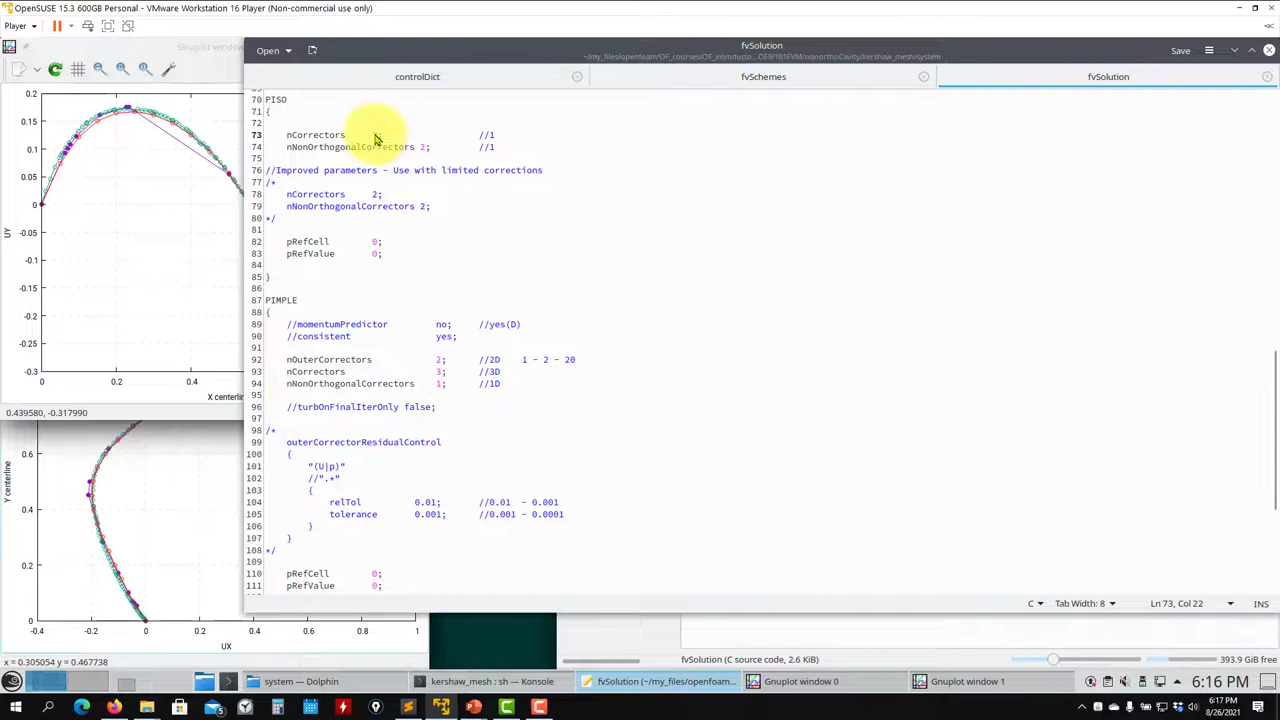 OpenSUSE 15.3 600GB Personal - VMware Workstation 16 Player (Non-commercial use only)
Player
Gnuplot window
Open
fvSolution
Save
controlDict
fvSchemes
fvSolution
70 PISO
71 {
72
73 nCorrectors //1
74 nNonOrthogonalCorrectors 2; //1
75
76 //Improved parameters - Use with limited corrections
77 /*
78 nCorrectors 2;
79 nNonOrthogonalCorrectors 2;
80 */
81
82 pRefCell 0;
83 pRefValue 0;
84
85 }
86
87 PIMPLE
88 {
89 //momentumPredictor no; //yes(D)
90 //consistent yes;
91
92 nOuterCorrectors 2; //2D 1 - 2 - 20
93 nCorrectors 3; //3D
94 nNonOrthogonalCorrectors 1; //1D
95
96 //turbOnFinalIterOnly false;
97
98 /*
99 outerCorrectorResidualControl
100 {
101 "(U|p)"
102 //".*"
103 {
104 relTol 0.01; //0.01 - 0.001
105 tolerance 0.001; //0.001 - 0.0001
106 }
107 }
108 */
109
110 pRefCell 0;
111 pRefValue 0;
C
Tab Width: 8
Ln 73, Col 22
INS
0.2
0.15
0.1
0.05
0
-0.05
-0.1
-0.15
-0.2
-0.25
-0.3
UY
0 0.2 0.4
X centerli
0.439580, -0.317990
Y centerline
0.4
0.2
0
-0.4 -0.2 0 0.2 0.4 0.6 0.8 1
UX
x = 0.305054 y = 0.467738
fvSolution (C source code, 2.6 KiB)
393.9 GiB free
system — Dolphin
kershaw_mesh : sh — Konsole
fvSolution (~/my_files/openfoam...
Gnuplot window 0
Gnuplot window 1
6:16 PM
6:17 PM
8/26/2021